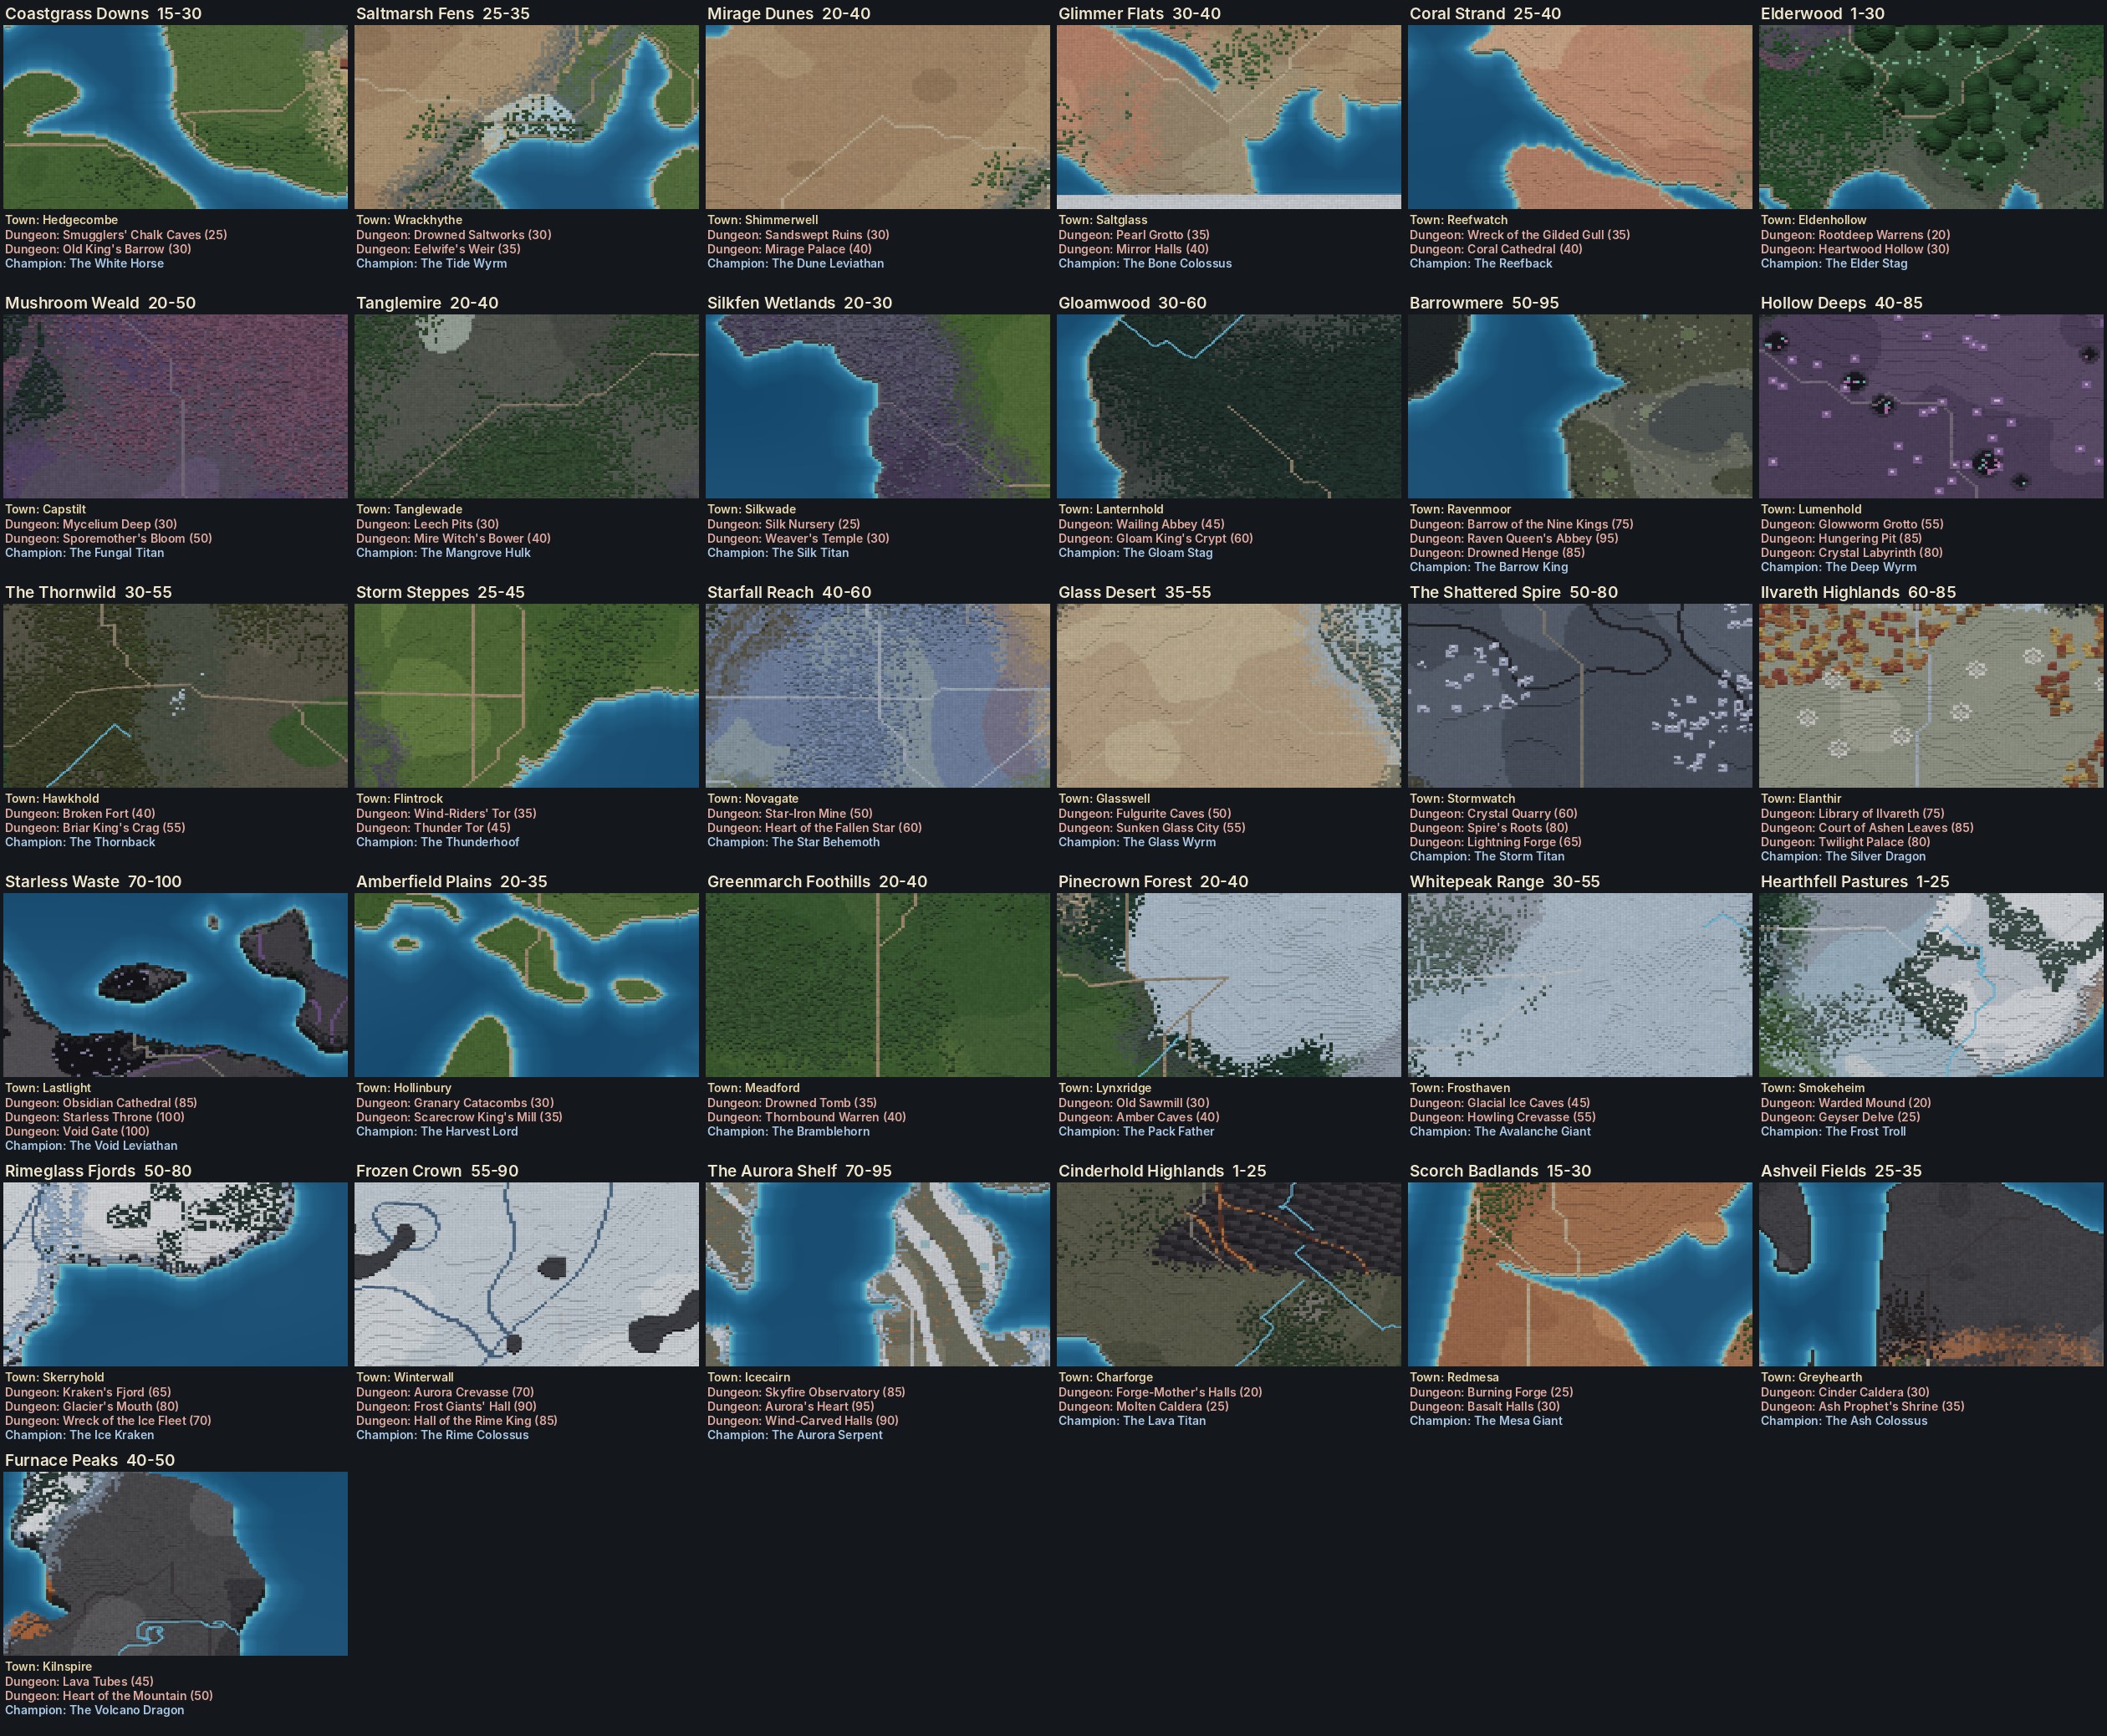 Coastgrass Downs 15-30
Town: Hedgecombe
Dungeon: Smugglers' Chalk Caves (25)
Dungeon: Old King's Barrow (30)
Champion: The White Horse
Saltmarsh Fens 25-35
Town: Wrackhythe
Dungeon: Drowned Saltworks (30)
Dungeon: Eelwife's Weir (35)
Champion: The Tide Wyrm
Mirage Dunes 20-40
Town: Shimmerwell
Dungeon: Sandswept Ruins (30)
Dungeon: Mirage Palace (40)
Champion: The Dune Leviathan
Glimmer Flats 30-40
Town: Saltglass
Dungeon: Pearl Grotto (35)
Dungeon: Mirror Halls (40)
Champion: The Bone Colossus
Coral Strand 25-40
Town: Reefwatch
Dungeon: Wreck of the Gilded Gull (35)
Dungeon: Coral Cathedral (40)
Champion: The Reefback
Elderwood 1-30
Town: Eldenhollow
Dungeon: Rootdeep Warrens (20)
Dungeon: Heartwood Hollow (30)
Champion: The Elder Stag
Mushroom Weald 20-50
Town: Capstilt
Dungeon: Mycelium Deep (30)
Dungeon: Sporemother's Bloom (50)
Champion: The Fungal Titan
Tanglemire 20-40
Town: Tanglewade
Dungeon: Leech Pits (30)
Dungeon: Mire Witch's Bower (40)
Champion: The Mangrove Hulk
Silkfen Wetlands 20-30
Town: Silkwade
Dungeon: Silk Nursery (25)
Dungeon: Weaver's Temple (30)
Champion: The Silk Titan
Gloamwood 30-60
Town: Lanternhold
Dungeon: Wailing Abbey (45)
Dungeon: Gloam King's Crypt (60)
Champion: The Gloam Stag
Barrowmere 50-95
Town: Ravenmoor
Dungeon: Barrow of the Nine Kings (75)
Dungeon: Raven Queen's Abbey (95)
Dungeon: Drowned Henge (85)
Champion: The Barrow King
Hollow Deeps 40-85
Town: Lumenhold
Dungeon: Glowworm Grotto (55)
Dungeon: Hungering Pit (85)
Dungeon: Crystal Labyrinth (80)
Champion: The Deep Wyrm
The Thornwild 30-55
Town: Hawkhold
Dungeon: Broken Fort (40)
Dungeon: Briar King's Crag (55)
Champion: The Thornback
Storm Steppes 25-45
Town: Flintrock
Dungeon: Wind-Riders' Tor (35)
Dungeon: Thunder Tor (45)
Champion: The Thunderhoof
Starfall Reach 40-60
Town: Novagate
Dungeon: Star-Iron Mine (50)
Dungeon: Heart of the Fallen Star (60)
Champion: The Star Behemoth
Glass Desert 35-55
Town: Glasswell
Dungeon: Fulgurite Caves (50)
Dungeon: Sunken Glass City (55)
Champion: The Glass Wyrm
The Shattered Spire 50-80
Town: Stormwatch
Dungeon: Crystal Quarry (60)
Dungeon: Spire's Roots (80)
Dungeon: Lightning Forge (65)
Champion: The Storm Titan
Ilvareth Highlands 60-85
Town: Elanthir
Dungeon: Library of Ilvareth (75)
Dungeon: Court of Ashen Leaves (85)
Dungeon: Twilight Palace (80)
Champion: The Silver Dragon
Starless Waste 70-100
Town: Lastlight
Dungeon: Obsidian Cathedral (85)
Dungeon: Starless Throne (100)
Dungeon: Void Gate (100)
Champion: The Void Leviathan
Amberfield Plains 20-35
Town: Hollinbury
Dungeon: Granary Catacombs (30)
Dungeon: Scarecrow King's Mill (35)
Champion: The Harvest Lord
Greenmarch Foothills 20-40
Town: Meadford
Dungeon: Drowned Tomb (35)
Dungeon: Thornbound Warren (40)
Champion: The Bramblehorn
Pinecrown Forest 20-40
Town: Lynxridge
Dungeon: Old Sawmill (30)
Dungeon: Amber Caves (40)
Champion: The Pack Father
Whitepeak Range 30-55
Town: Frosthaven
Dungeon: Glacial Ice Caves (45)
Dungeon: Howling Crevasse (55)
Champion: The Avalanche Giant
Hearthfell Pastures 1-25
Town: Smokeheim
Dungeon: Warded Mound (20)
Dungeon: Geyser Delve (25)
Champion: The Frost Troll
Rimeglass Fjords 50-80
Town: Skerryhold
Dungeon: Kraken's Fjord (65)
Dungeon: Glacier's Mouth (80)
Dungeon: Wreck of the Ice Fleet (70)
Champion: The Ice Kraken
Frozen Crown 55-90
Town: Winterwall
Dungeon: Aurora Crevasse (70)
Dungeon: Frost Giants' Hall (90)
Dungeon: Hall of the Rime King (85)
Champion: The Rime Colossus
The Aurora Shelf 70-95
Town: Icecairn
Dungeon: Skyfire Observatory (85)
Dungeon: Aurora's Heart (95)
Dungeon: Wind-Carved Halls (90)
Champion: The Aurora Serpent
Cinderhold Highlands 1-25
Town: Charforge
Dungeon: Forge-Mother's Halls (20)
Dungeon: Molten Caldera (25)
Champion: The Lava Titan
Scorch Badlands 15-30
Town: Redmesa
Dungeon: Burning Forge (25)
Dungeon: Basalt Halls (30)
Champion: The Mesa Giant
Ashveil Fields 25-35
Town: Greyhearth
Dungeon: Cinder Caldera (30)
Dungeon: Ash Prophet's Shrine (35)
Champion: The Ash Colossus
Furnace Peaks 40-50
Town: Kilnspire
Dungeon: Lava Tubes (45)
Dungeon: Heart of the Mountain (50)
Champion: The Volcano Dragon